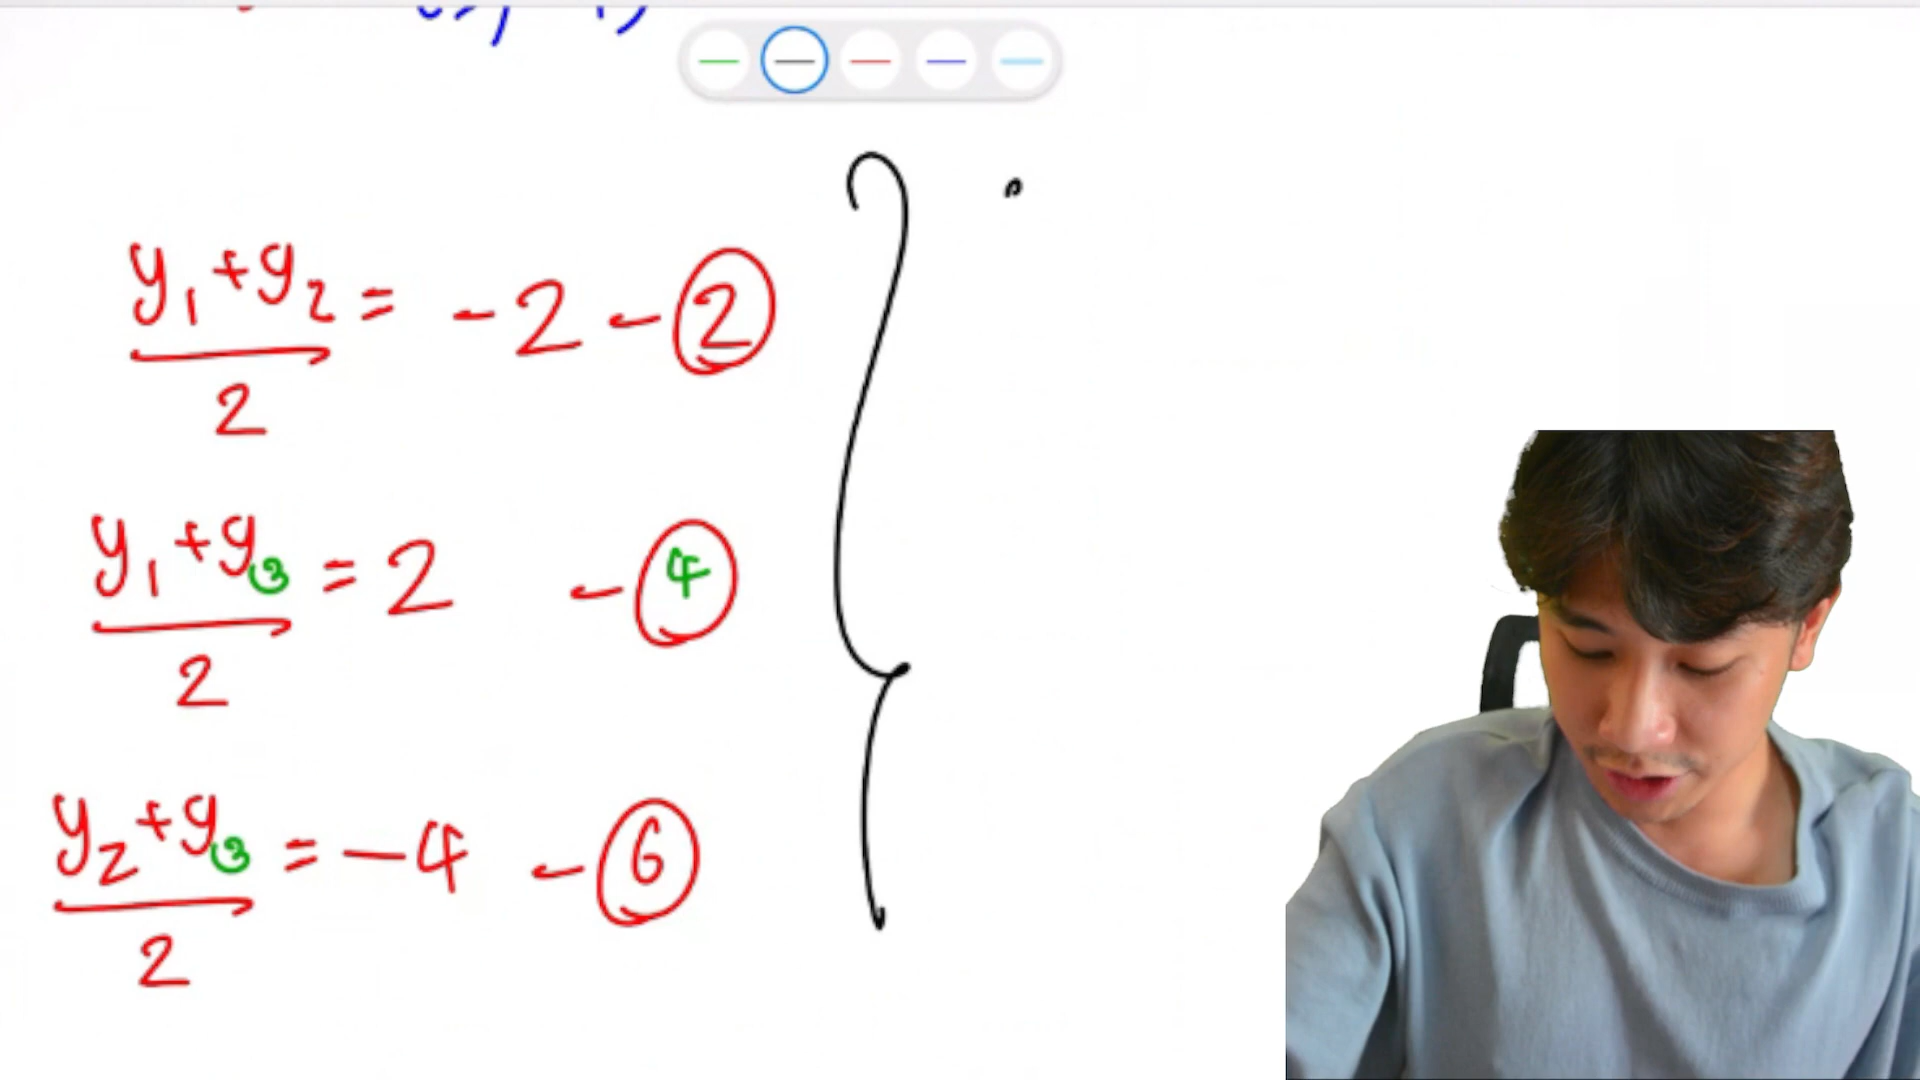 y₁+y₂/2 = -2 - ②
y₁+y₃/2 = 2 - ④
y₂+y₃/2 = -4 - ⑥